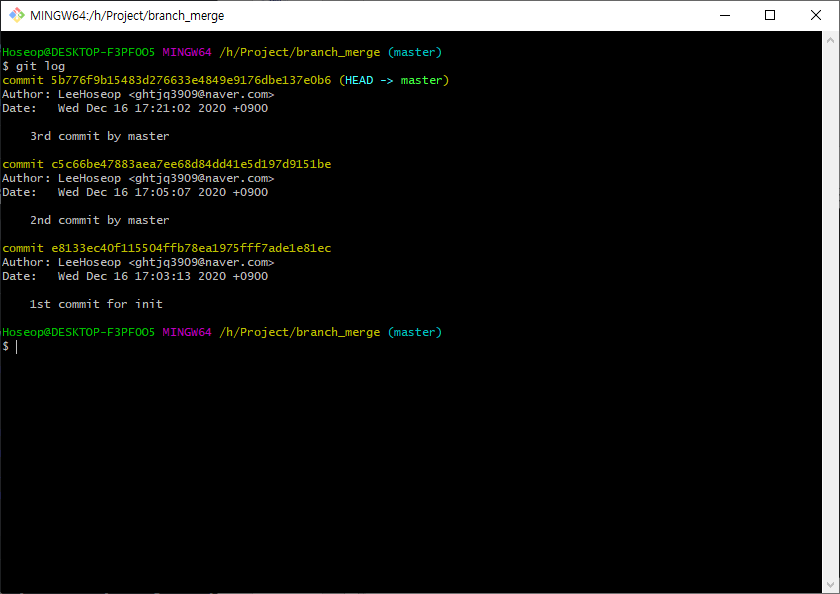 MINGW64:/h/Project/branch_merge
Hoseop@DESKTOP-F3PFOO5 MINGW64 /h/Project/branch_merge (master)
$ git log
commit 5b776f9b15483d276633e4849e9176dbe137e0b6 (HEAD -> master)
Author: LeeHoseop <ghtjq3909@naver.com>
Date:   Wed Dec 16 17:21:02 2020 +0900
3rd commit by master
commit c5c66be47883aea7ee68d84dd41e5d197d9151be
Author: LeeHoseop <ghtjq3909@naver.com>
Date:   Wed Dec 16 17:05:07 2020 +0900
2nd commit by master
commit e8133ec40f115504ffb78ea1975fff7ade1e81ec
Author: LeeHoseop <ghtjq3909@naver.com>
Date:   Wed Dec 16 17:03:13 2020 +0900
1st commit for init
Hoseop@DESKTOP-F3PFOO5 MINGW64 /h/Project/branch_merge (master)
$